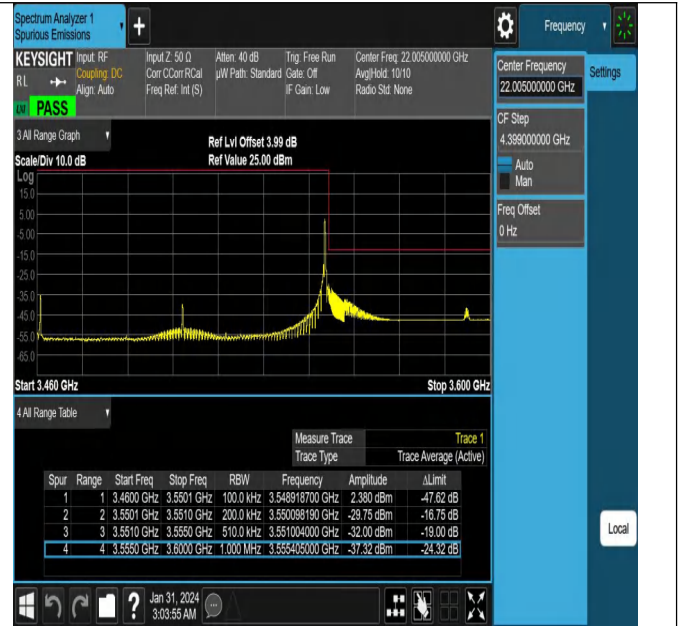 Spectrum Analyzer 1
Spurious Emissions
Frequency
KEYSIGHT Input: RF Input Z: 50 Ω Atten: 40 dB Trig: Free Run Center Freq: 22.005000000 GHz
RL Coupling: DC Corr CCorr RCal µW Path: Standard Gate: Off Avg|Hold: 10/10
Align: Auto Freq Ref: Int (S) IF Gain: Low Radio Std: None
PASS
Center Frequency
22.005000000 GHz
Settings
CF Step
4.399000000 GHz
Auto
Man
Freq Offset
0 Hz
3 All Range Graph
Ref Lvl Offset 3.99 dB
Scale/Div 10.0 dB Ref Value 25.00 dBm
Log
15.0
5.00
-5.00
-15.0
-25.0
-35.0
-45.0
-55.0
-65.0
Start 3.460 GHz Stop 3.600 GHz
4 All Range Table
Measure Trace Trace 1
Trace Type Trace Average (Active)
Spur Range Start Freq Stop Freq RBW Frequency Amplitude ΔLimit
1 1 3.4600 GHz 3.5501 GHz 100.0 kHz 3.548918700 GHz 2.380 dBm -47.62 dB
2 2 3.5501 GHz 3.5510 GHz 200.0 kHz 3.550098190 GHz -29.75 dBm -16.75 dB
3 3 3.5510 GHz 3.5550 GHz 510.0 kHz 3.551004000 GHz -32.00 dBm -19.00 dB
4 4 3.5550 GHz 3.6000 GHz 1.000 MHz 3.555405000 GHz -37.32 dBm -24.32 dB
Local
?
Jan 31, 2024
3:03:55 AM